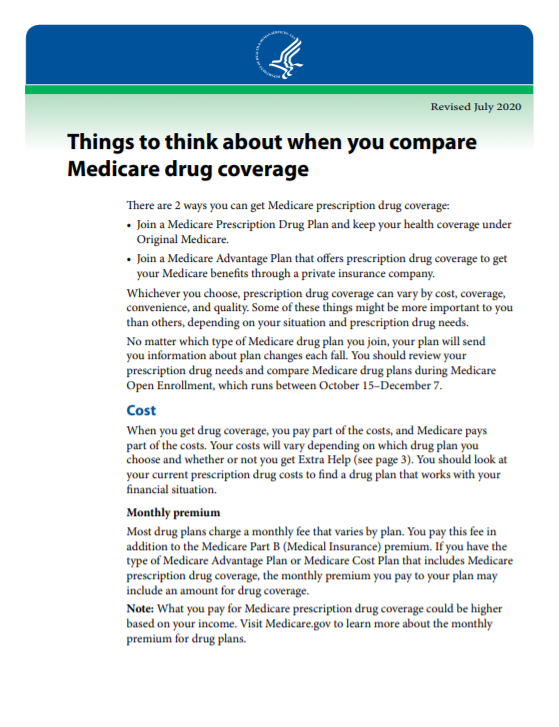 Revised July 2020
Things to think about when you compare
Medicare drug coverage
There are 2 ways you can get Medicare prescription drug coverage:
• Join a Medicare Prescription Drug Plan and keep your health coverage under
Original Medicare.
• Join a Medicare Advantage Plan that offers prescription drug coverage to get
your Medicare benefits through a private insurance company.
Whichever you choose, prescription drug coverage can vary by cost, coverage,
convenience, and quality. Some of these things might be more important to you
than others, depending on your situation and prescription drug needs.
No matter which type of Medicare drug plan you join, your plan will send
you information about plan changes each fall. You should review your
prescription drug needs and compare Medicare drug plans during Medicare
Open Enrollment, which runs between October 15–December 7.
Cost
When you get drug coverage, you pay part of the costs, and Medicare pays
part of the costs. Your costs will vary depending on which drug plan you
choose and whether or not you get Extra Help (see page 3). You should look at
your current prescription drug costs to find a drug plan that works with your
financial situation.
Monthly premium
Most drug plans charge a monthly fee that varies by plan. You pay this fee in
addition to the Medicare Part B (Medical Insurance) premium. If you have the
type of Medicare Advantage Plan or Medicare Cost Plan that includes Medicare
prescription drug coverage, the monthly premium you pay to your plan may
include an amount for drug coverage.
Note: What you pay for Medicare prescription drug coverage could be higher
based on your income. Visit Medicare.gov to learn more about the monthly
premium for drug plans.